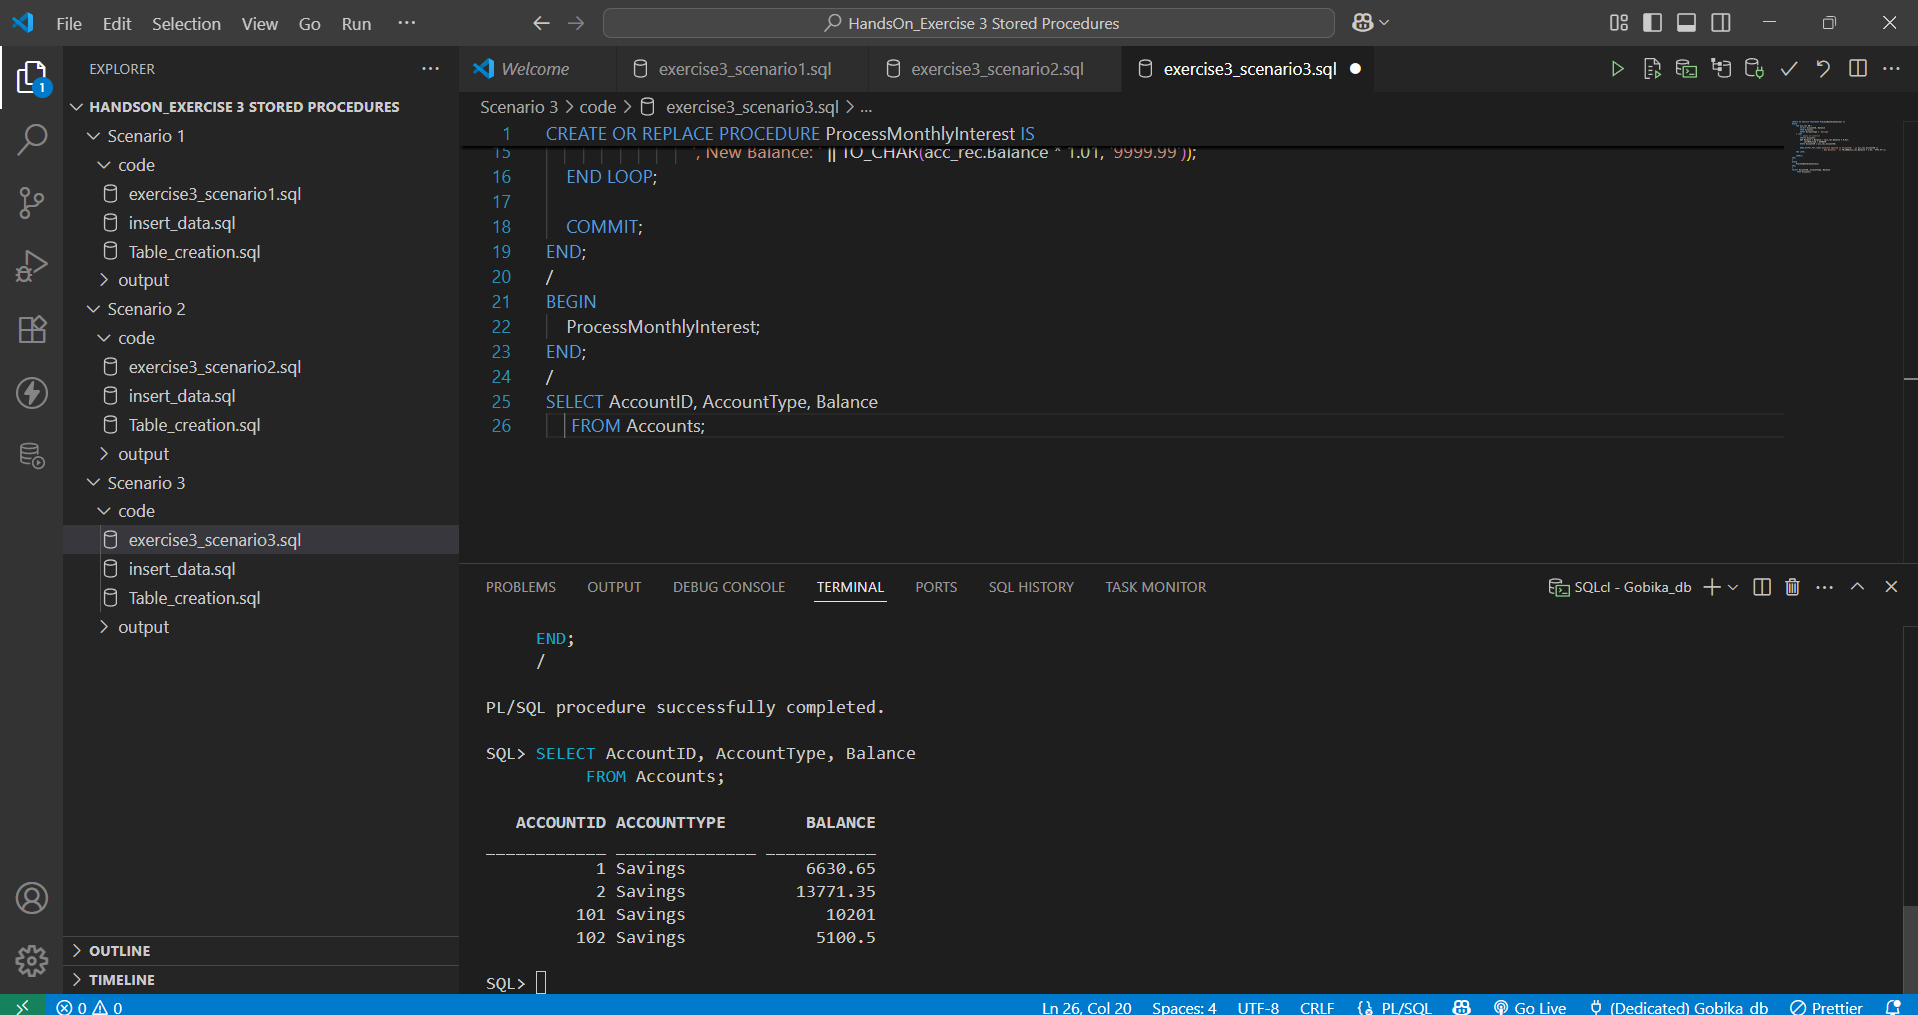 File Edit Selection View Go Run ···
HandsOn_Exercise 3 Stored Procedures
EXPLORER ···
1
HANDSON_EXERCISE 3 STORED PROCEDURES
Scenario 1
code
exercise3_scenario1.sql
insert_data.sql
Table_creation.sql
output
Scenario 2
code
exercise3_scenario2.sql
insert_data.sql
Table_creation.sql
output
Scenario 3
code
exercise3_scenario3.sql
insert_data.sql
Table_creation.sql
output
OUTLINE
TIMELINE
Welcome exercise3_scenario1.sql exercise3_scenario2.sql exercise3_scenario3.sql
Scenario 3 > code > exercise3_scenario3.sql > ...
1 CREATE OR REPLACE PROCEDURE ProcessMonthlyInterest IS
15 ', New Balance: ' || TO_CHAR(acc_rec.Balance * 1.01, '9999.99'));
16 END LOOP;
17
18 COMMIT;
19 END;
20 /
21 BEGIN
22 ProcessMonthlyInterest;
23 END;
24 /
25 SELECT AccountID, AccountType, Balance
26 FROM Accounts;
PROBLEMS OUTPUT DEBUG CONSOLE TERMINAL PORTS SQL HISTORY TASK MONITOR
SQLcl - Gobika_db
END;
/
PL/SQL procedure successfully completed.
SQL> SELECT AccountID, AccountType, Balance
FROM Accounts;
ACCOUNTID ACCOUNTTYPE BALANCE
____________ ______________ ___________
1 Savings 6630.65
2 Savings 13771.35
101 Savings 10201
102 Savings 5100.5
SQL>
0 0 Ln 26, Col 20 Spaces: 4 UTF-8 CRLF PL/SQL Go Live (Dedicated) Gobika_db Prettier